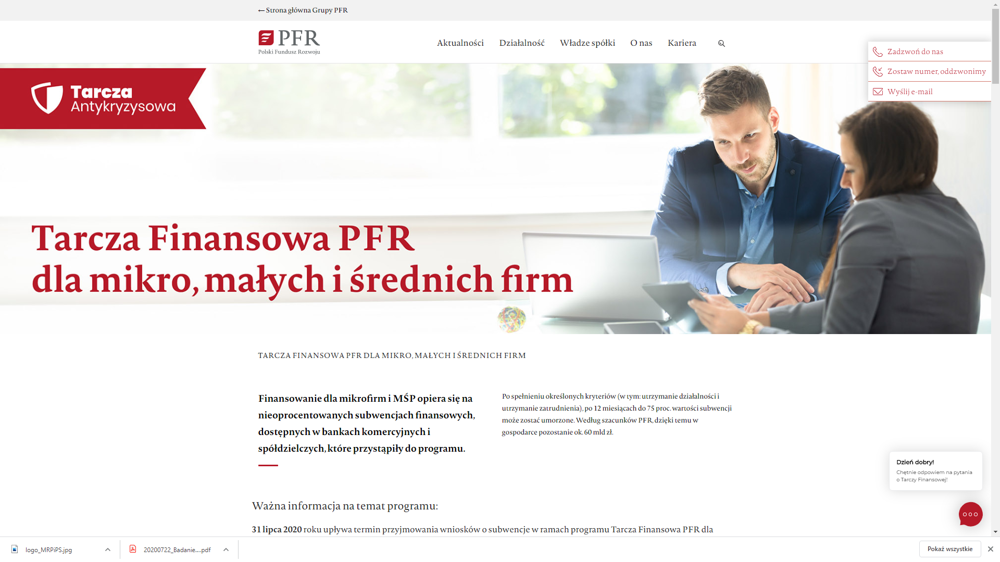 ← Strona główna Grupy PFR
PFR
Polski Fundusz Rozwoju
Aktualności
Działalność
Władze spółki
O nas
Kariera
Zadzwoń do nas
Zostaw numer, oddzwonimy
Wyślij e-mail
Tarcza
Antykryzysowa
Tarcza Finansowa PFR
dla mikro, małych i średnich firm
TARCZA FINANSOWA PFR DLA MIKRO, MAŁYCH I ŚREDNICH FIRM
Finansowanie dla mikrofirm i MŚP opiera się na
nieoprocentowanych subwencjach finansowych,
dostępnych w bankach komercyjnych i
spółdzielczych, które przystąpiły do programu.
Po spełnieniu określonych kryteriów (w tym: utrzymanie działalności i
utrzymanie zatrudnienia), po 12 miesiącach do 75 proc. wartości subwencji
może zostać umorzone. Według szacunków PFR, dzięki temu w
gospodarce pozostanie ok. 60 mld zł.
Dzień dobry!
Chętnie odpowiem na pytania
o Tarczy Finansowej!
Ważna informacja na temat programu:
31 lipca 2020 roku upływa termin przyjmowania wniosków o subwencje w ramach programu Tarcza Finansowa PFR dla
logo_MRPiPS.jpg
20200722_Badanie....pdf
Pokaż wszystkie